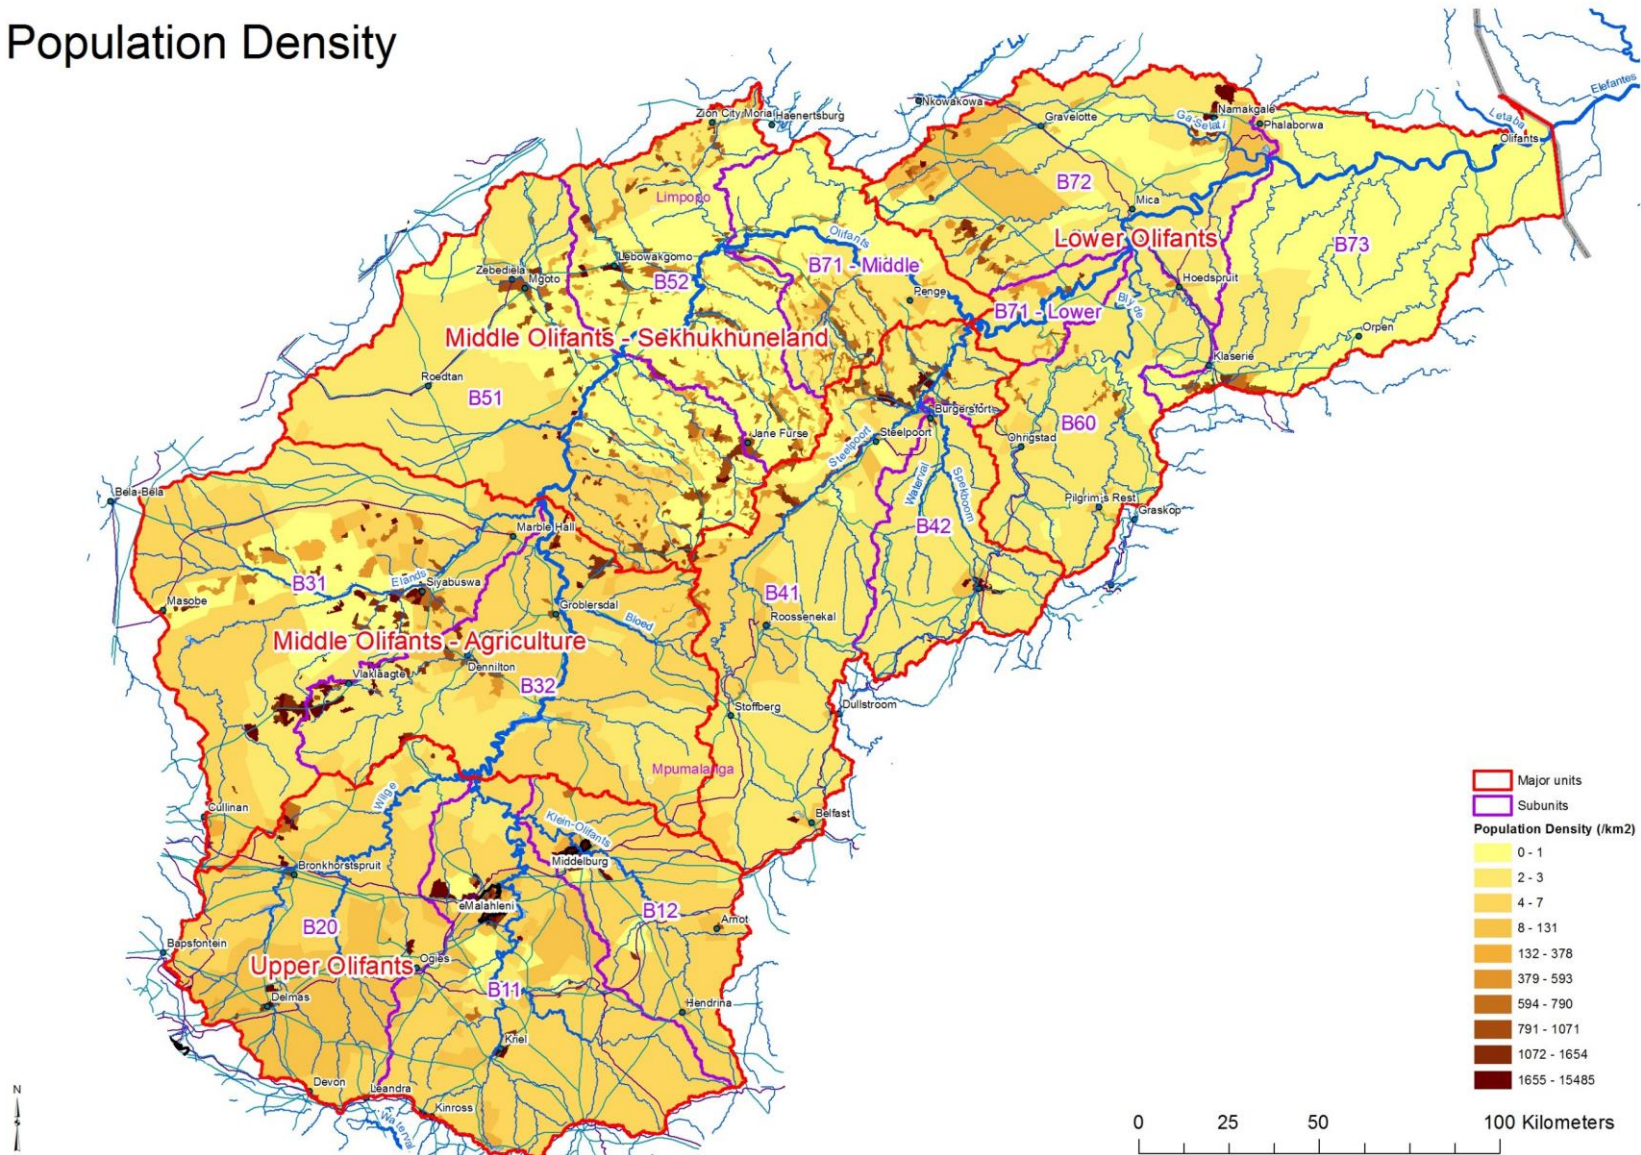 Population Density
Elefantes
Letaba
Olifants
Nkowakowa
Namakgale
Zion City Moria
Haenertsburg
Gravelotte
Ga-Selati
Phalaborwa
B72
Limpopo
Mica
Olifants
Lower Olifants
B73
Lebowakgomo
B71 - Middle
Zebediela
Mgoto
B52
Hoedspruit
Penge
Blyde
B71 - Lower
Middle Olifants - Sekhukhuneland
Orpen
Klaserie
Roedtan
B51
Burgersfort
B60
Jane Furse
Steelpoort
Steelpoort
Ohrigstad
Waterval
Spekboom
Bela-Bela
Pilgrim's Rest
Graskop
Marble Hall
B42
B31
Elands
Siyabuswa
B41
Masobe
Groblersdal
Bloed
Roossenekal
Middle Olifants - Agriculture
Dennilton
Vlaklaagte
B32
Stoffberg
Dullstroom
Mpumalanga
Wilge
Cullinan
Klein-Olifants
Belfast
Bronkhorstspruit
Middelburg
eMalahleni
B20
B12
Arnot
Bapsfontein
Upper Olifants
Ogies
B11
Delmas
Hendrina
Kriel
Devon
Leandra
Kinross
Waterval
Major units
Subunits
Population Density (/km2)
0 - 1
2 - 3
4 - 7
8 - 131
132 - 378
379 - 593
594 - 790
791 - 1071
1072 - 1654
1655 - 15485
N
0 25 50 100 Kilometers